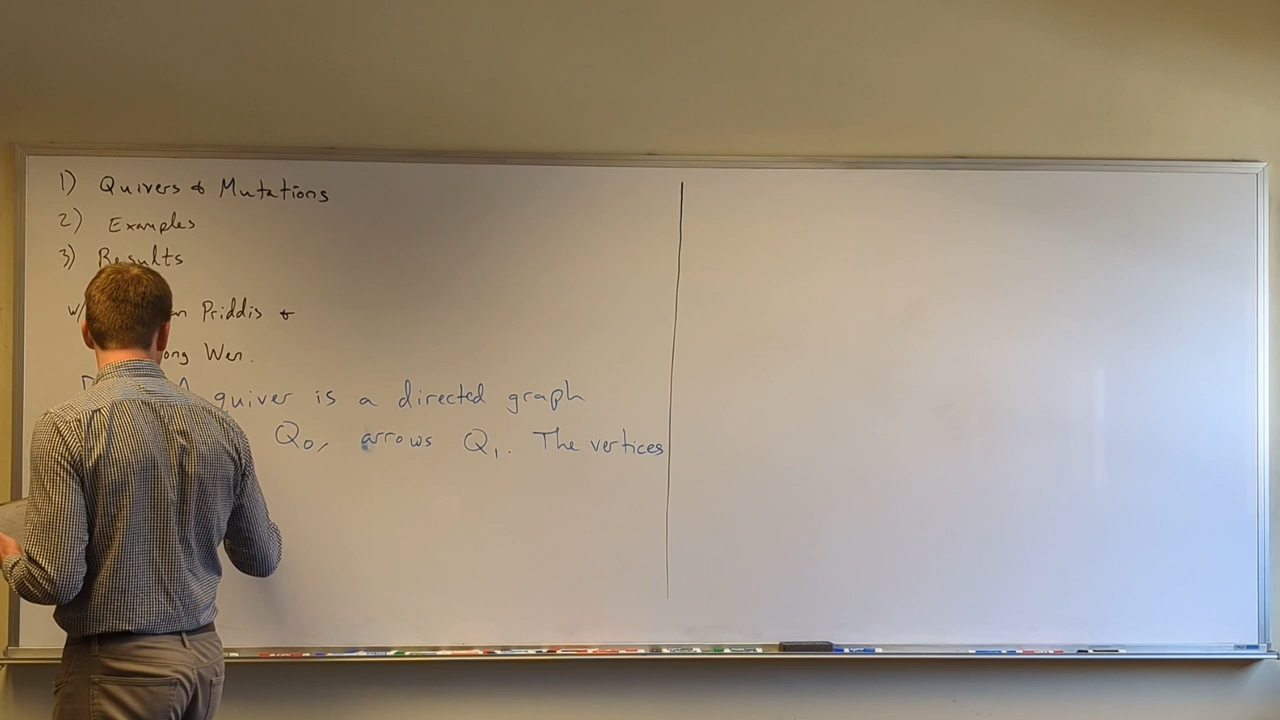 1) Quivers & Mutations
2) Examples
3) Results
w/ Priddis &
Wen.
quiver is a directed graph
Q₀, arrows Q₁. The vertices